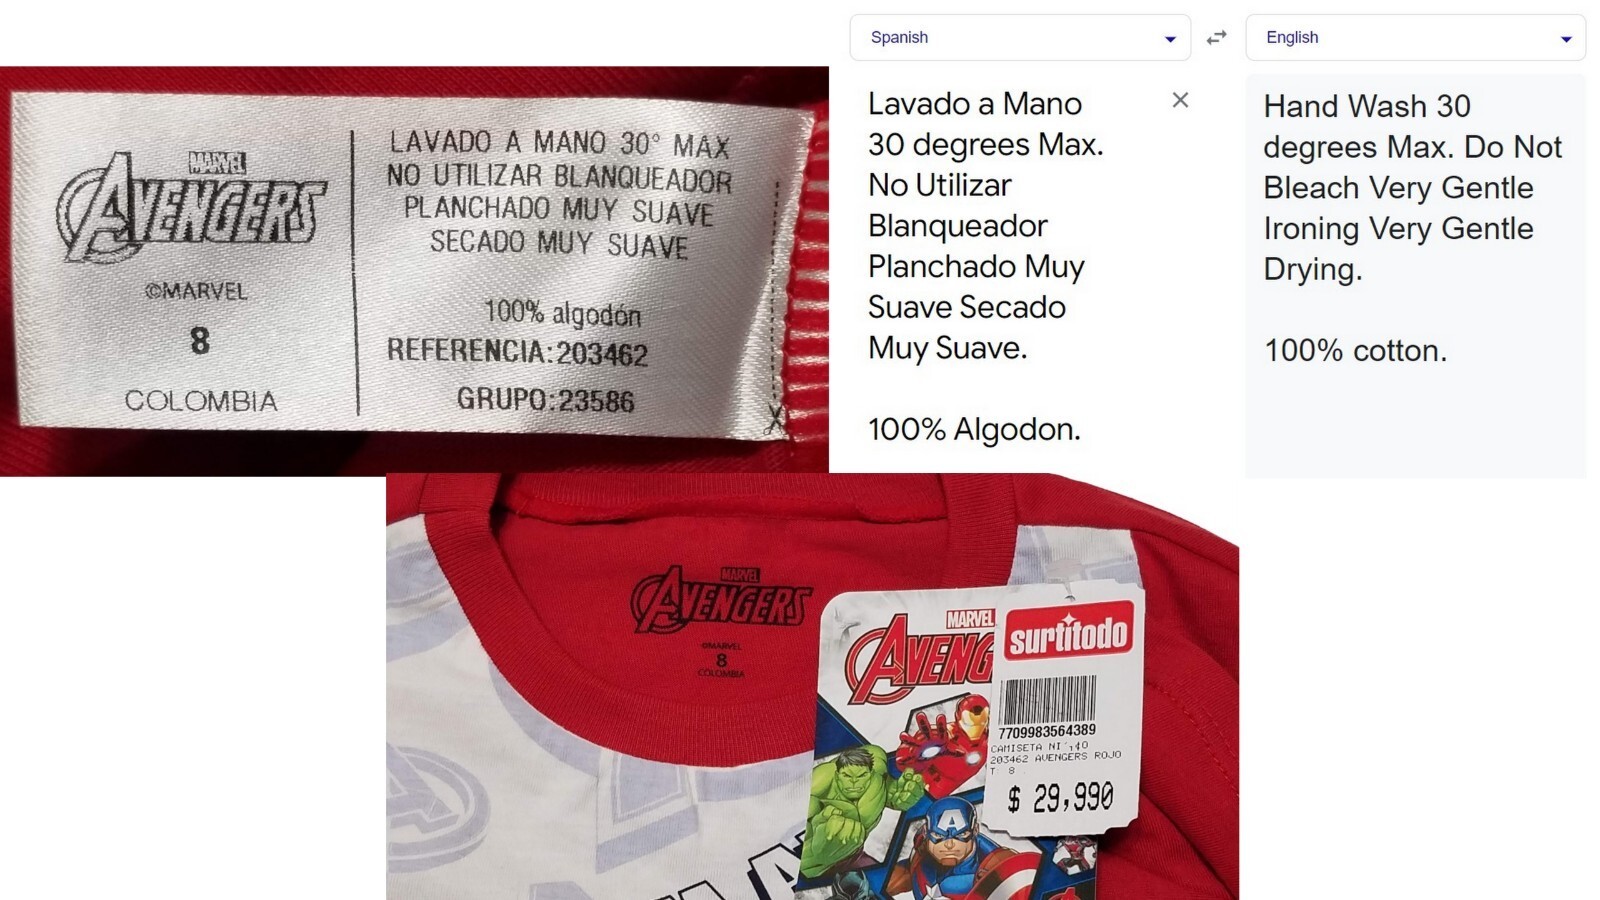 MARVEL
AVENGERS
©MARVEL
8
COLOMBIA
LAVADO A MANO 30° MAX
NO UTILIZAR BLANQUEADOR
PLANCHADO MUY SUAVE
SECADO MUY SUAVE
100% algodón
REFERENCIA:203462
GRUPO:23586
Spanish
Lavado a Mano
30 degrees Max.
No Utilizar
Blanqueador
Planchado Muy
Suave Secado
Muy Suave.
100% Algodon.
English
Hand Wash 30
degrees Max. Do Not
Bleach Very Gentle
Ironing Very Gentle
Drying.
100% cotton.
MARVEL
AVENGERS
©MARVEL
8
COLOMBIA
MARVEL
AVENG
surtitodo
7709983564389
CAMISETA
203462 AVENGERS ROJO
T 8
$ 29,990